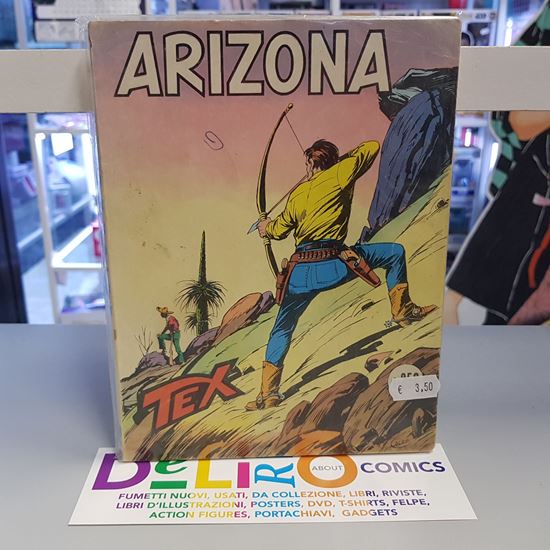 ARIZONA
TEX
€ 3,50
DeLiRO ABOUT COMICS
FUMETTI NUOVI, USATI, DA COLLEZIONE, LIBRI, RIVISTE,
LIBRI D'ILLUSTRAZIONI, POSTERS, DVD, T-SHIRTS, FELPE,
ACTION FIGURES, PORTACHIAVI, GADGETS